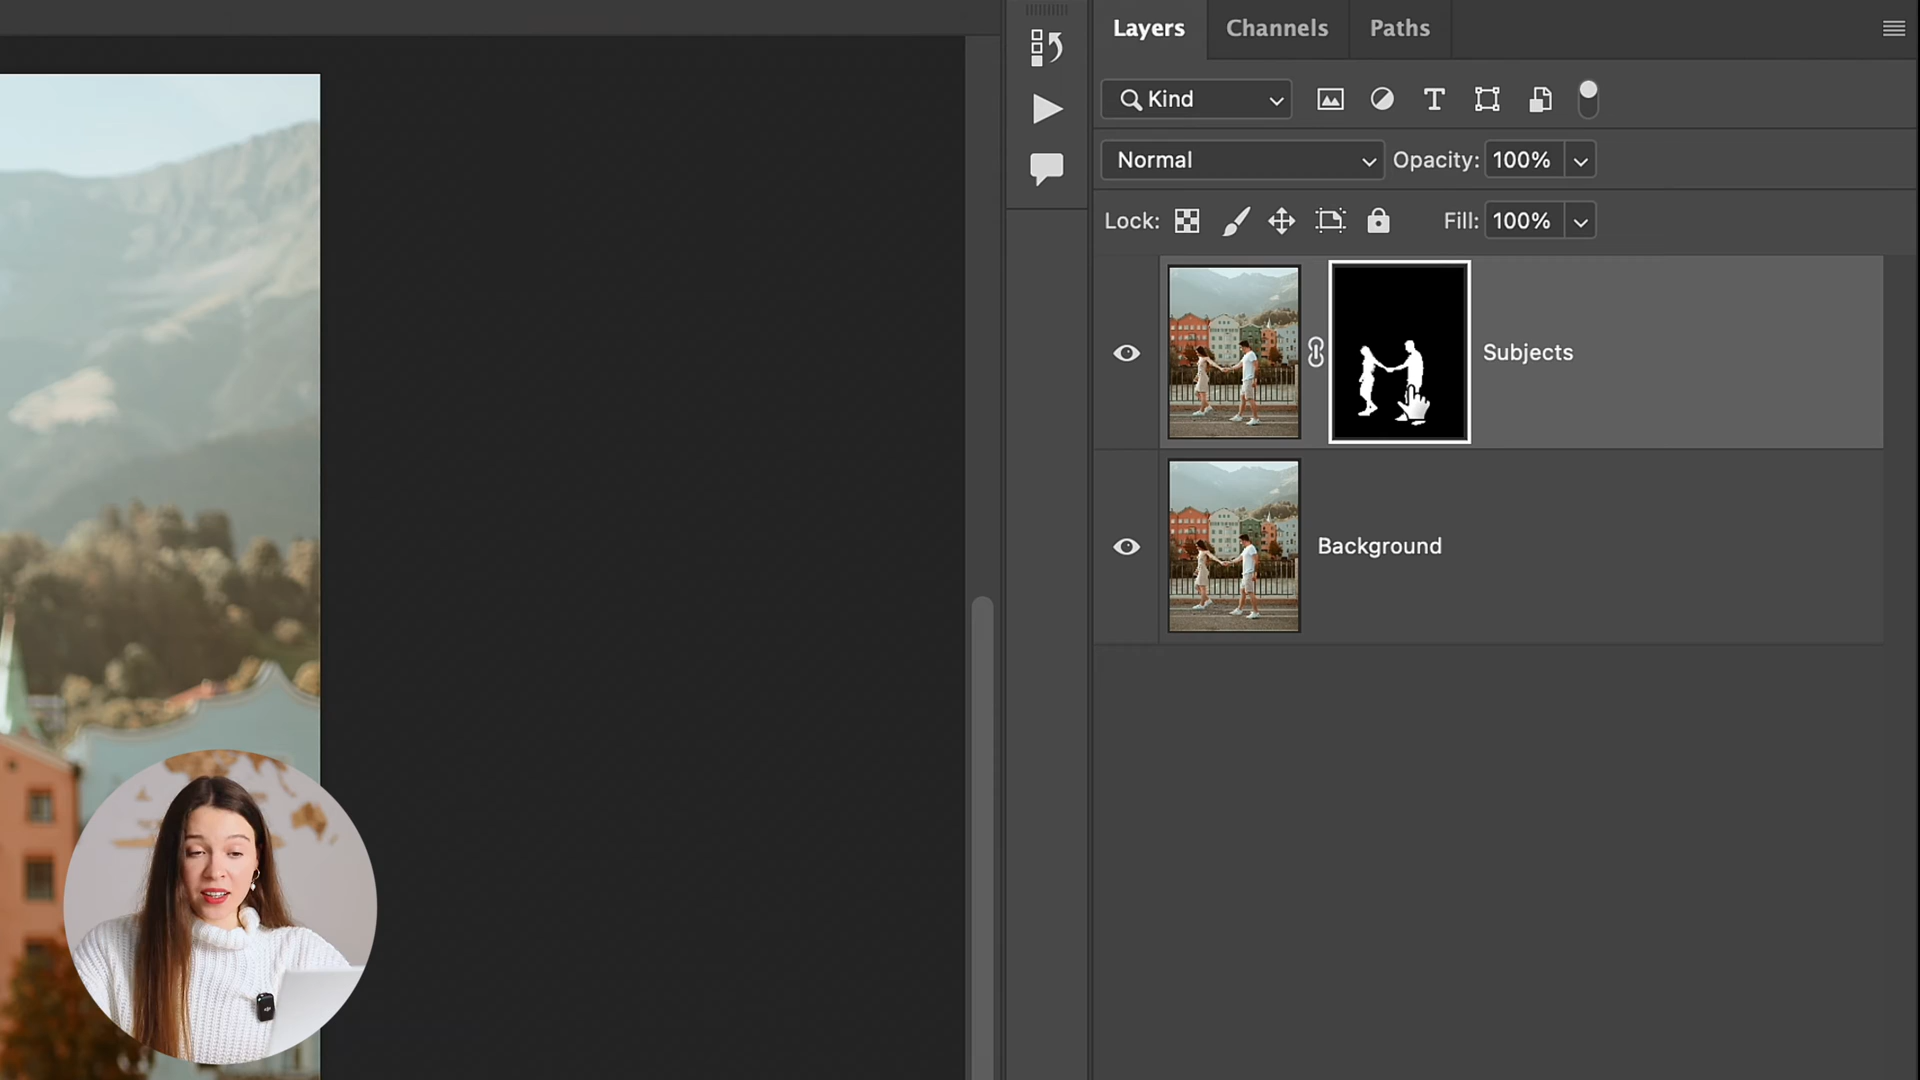 Layers Channels Paths
Kind
Normal Opacity: 100%
Lock: Fill: 100%
Subjects
Background